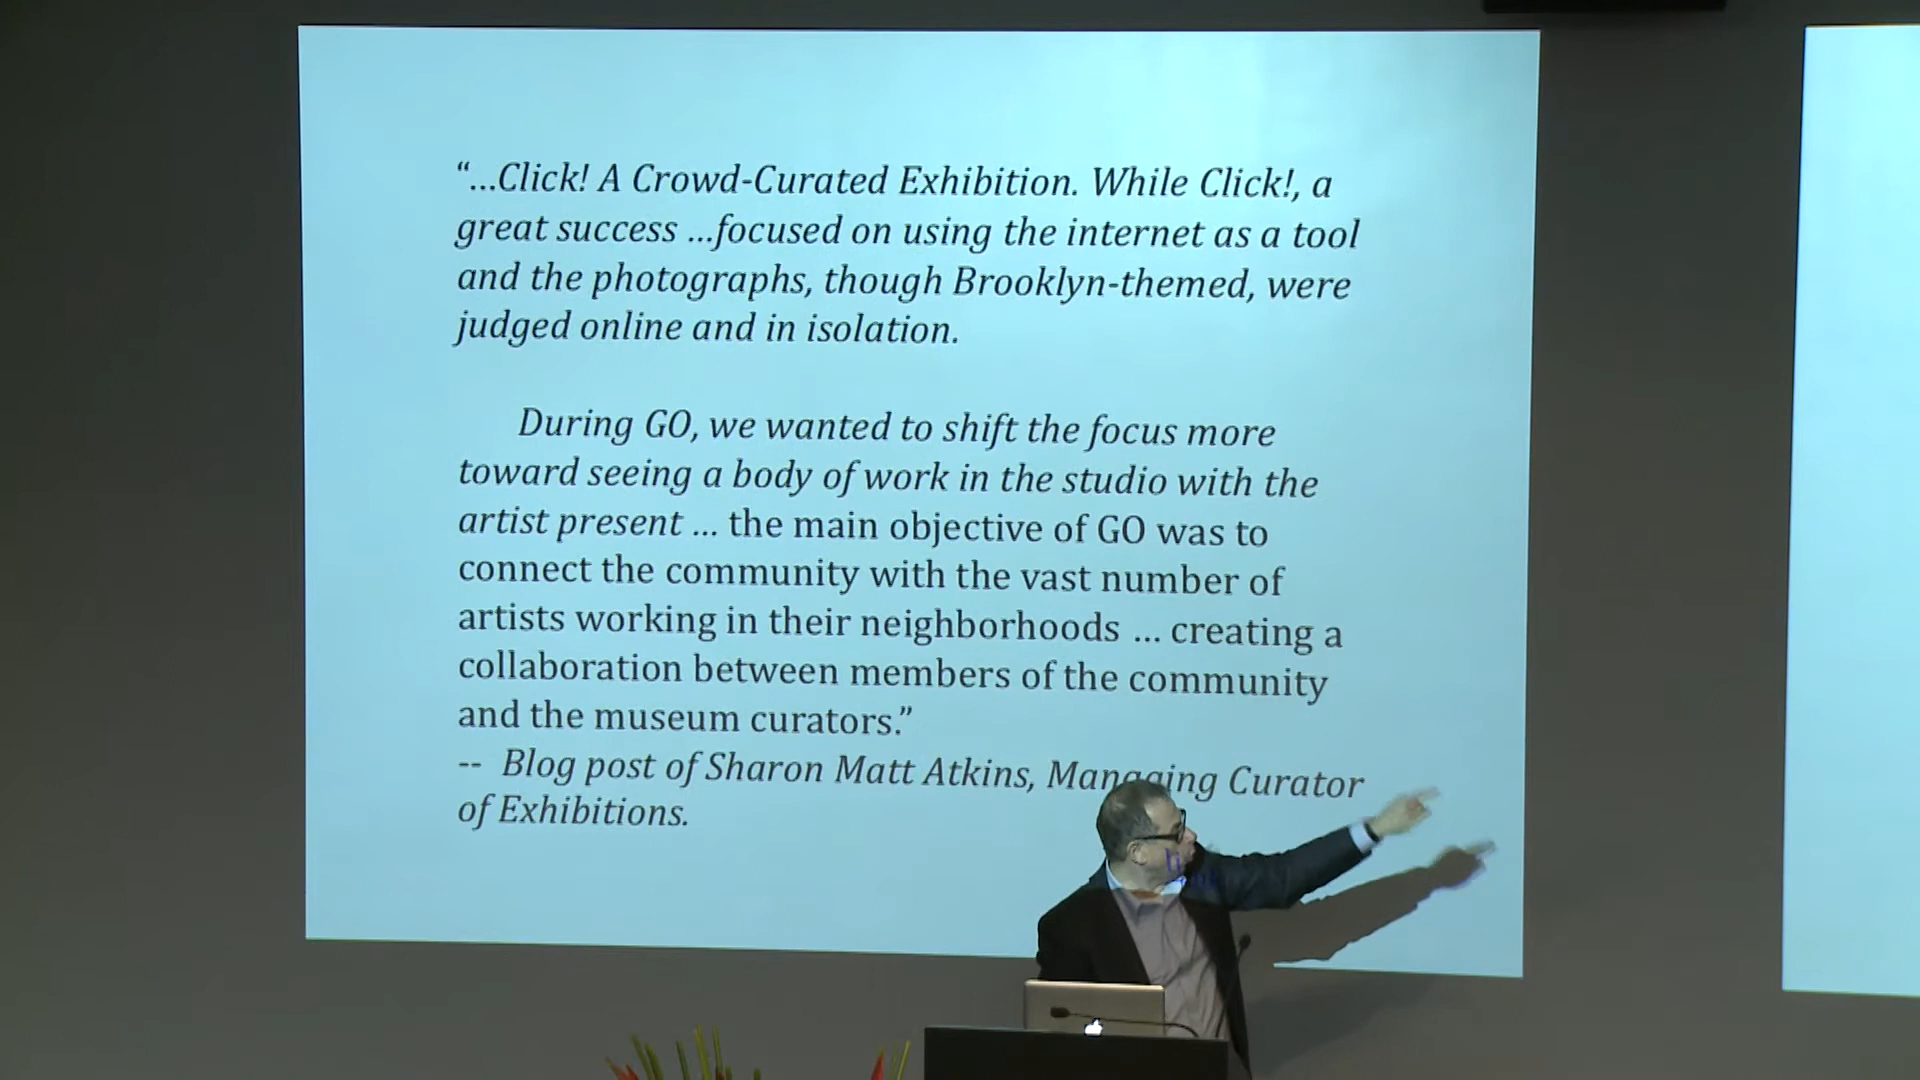 “...Click! A Crowd-Curated Exhibition. While Click!, a
great success ...focused on using the internet as a tool
and the photographs, though Brooklyn-themed, were
judged online and in isolation.
During GO, we wanted to shift the focus more
toward seeing a body of work in the studio with the
artist present ... the main objective of GO was to
connect the community with the vast number of
artists working in their neighborhoods ... creating a
collaboration between members of the community
and the museum curators.”
-- Blog post of Sharon Matt Atkins, Managing Curator
of Exhibitions.